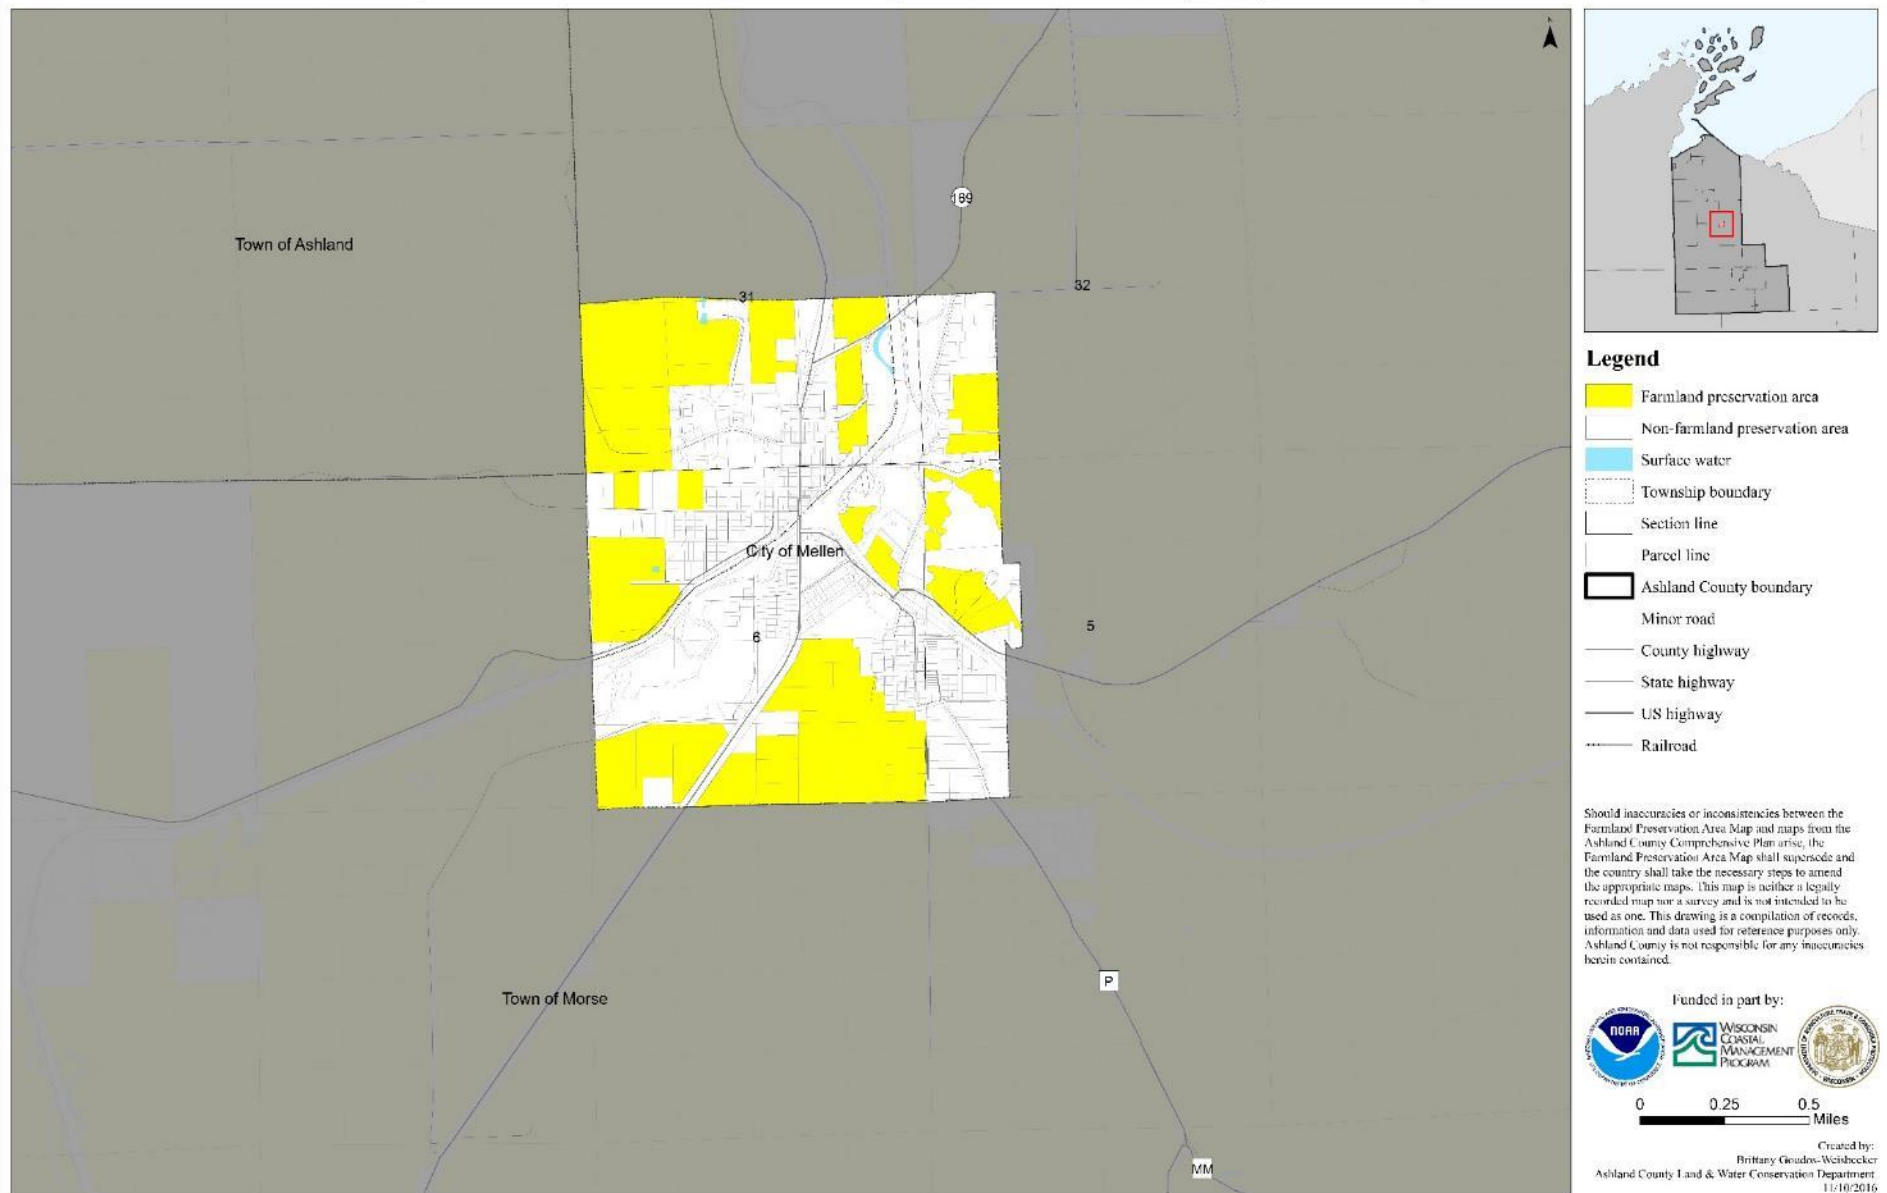 N
169
Town of Ashland
31
32
City of Mellen
6
5
Town of Morse
P
MM
Legend
Farmland preservation area
Non-farmland preservation area
Surface water
Township boundary
Section line
Parcel line
Ashland County boundary
Minor road
County highway
State highway
US highway
Railroad
Should inaccuracies or inconsistencies between the
Farmland Preservation Area Map and maps from the
Ashland County Comprehensive Plan arise, the
Farmland Preservation Area Map shall supersede and
the country shall take the necessary steps to amend
the appropriate maps. This map is neither a legally
recorded map nor a survey and is not intended to be
used as one. This drawing is a compilation of records,
information and data used for reference purposes only.
Ashland County is not responsible for any inaccuracies
herein contained.
Funded in part by:
NOAA
WISCONSIN
COASTAL
MANAGEMENT
PROGRAM
WISCONSIN
0 0.25 0.5
Miles
Created by:
Brittany Goudos-Weisbecker
Ashland County Land & Water Conservation Department
11/10/2016